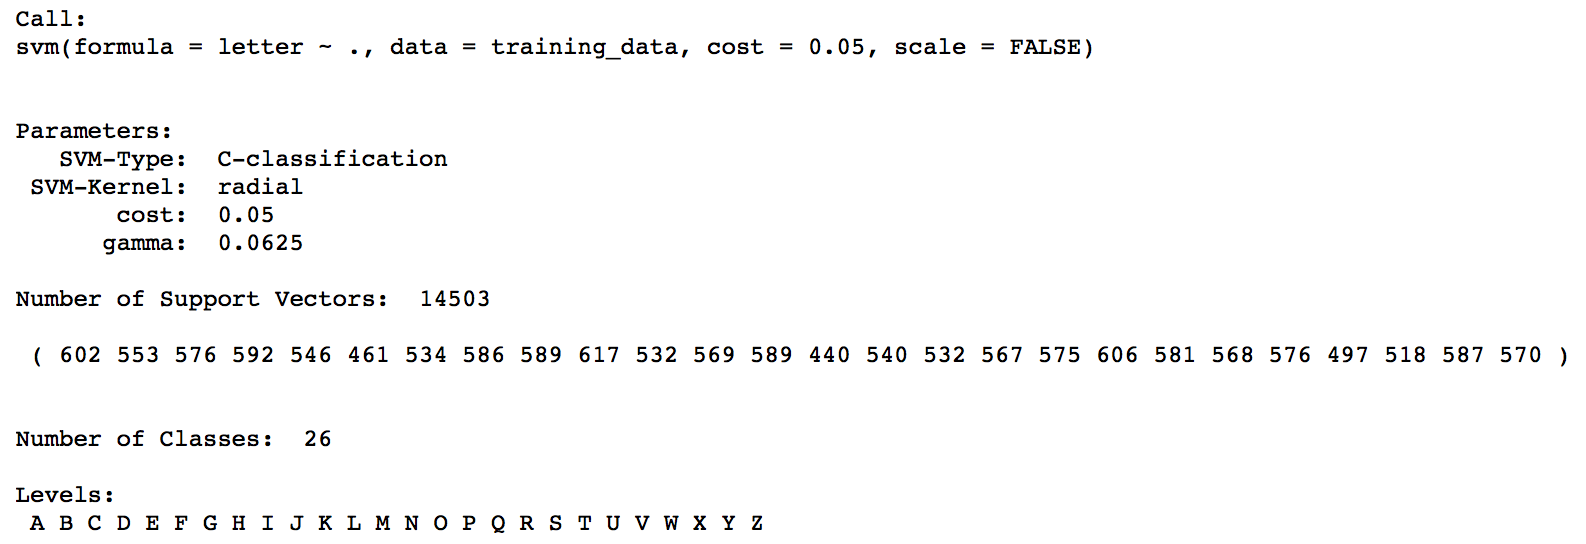 Call:
svm(formula = letter ~ ., data = training_data, cost = 0.05, scale = FALSE)
Parameters:
SVM-Type: C-classification
SVM-Kernel: radial
cost: 0.05
gamma: 0.0625
Number of Support Vectors: 14503
( 602 553 576 592 546 461 534 586 589 617 532 569 589 440 540 532 567 575 606 581 568 576 497 518 587 570 )
Number of Classes: 26
Levels:
A B C D E F G H I J K L M N O P Q R S T U V W X Y Z